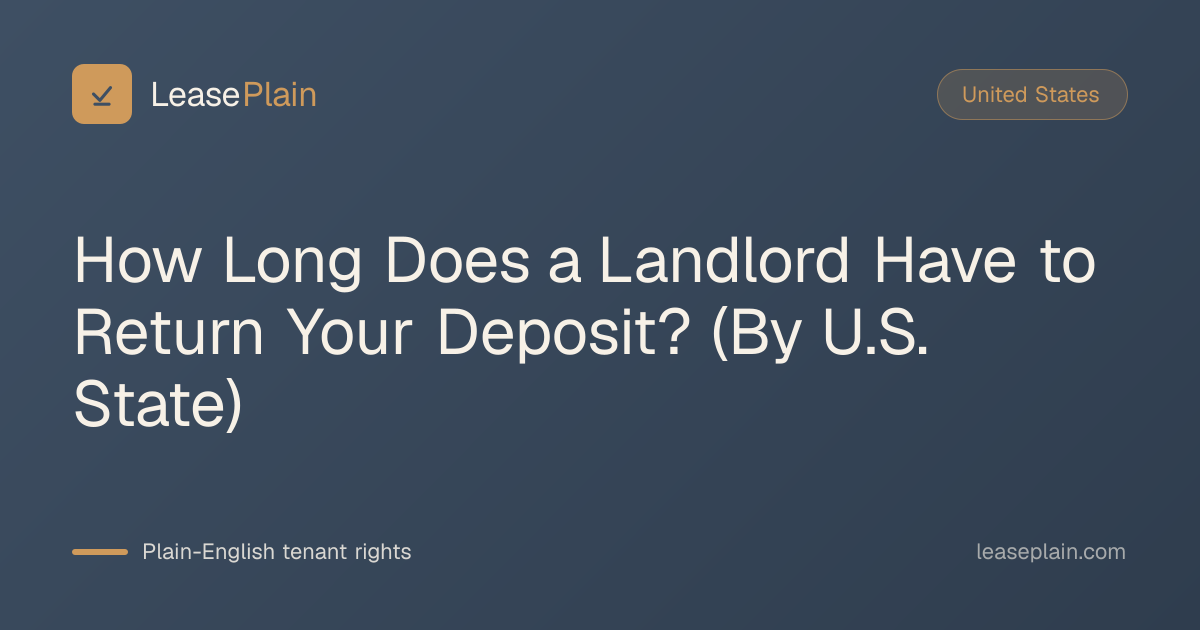 LeasePlain
United States
How Long Does a Landlord Have to
Return Your Deposit? (By U.S.
State)
Plain-English tenant rights
leaseplain.com